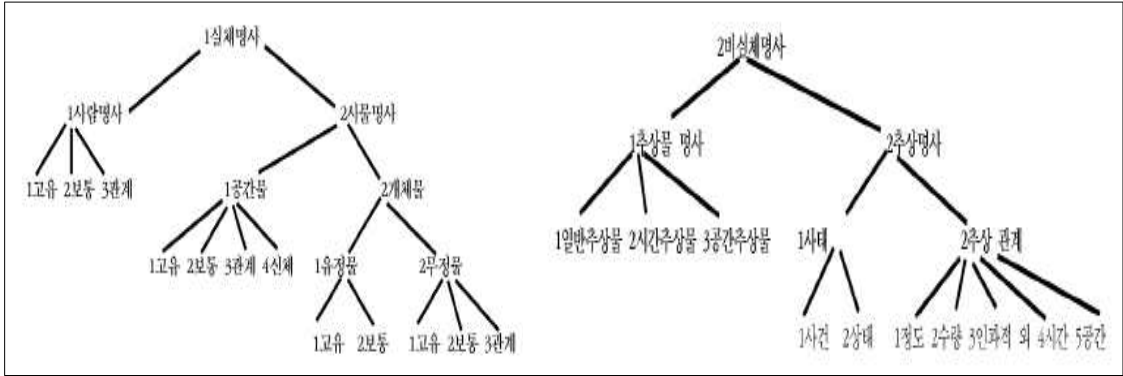 1실체명사
2비실체명사
1사람명사 2사물명사
1추상물 명사 2추상명사
1고유 2보통 3관계
1공간물 2개체물
1일반추상물 2시간추상물 3공간추상물
1사태 2추상 관계
1고유 2보통 3관계 4신체
1유정물 2무정물
1고유 2보통
1고유 2보통 3관계
1사건 2상태
1정도 2수량 3인과적 외 4시간 5공간